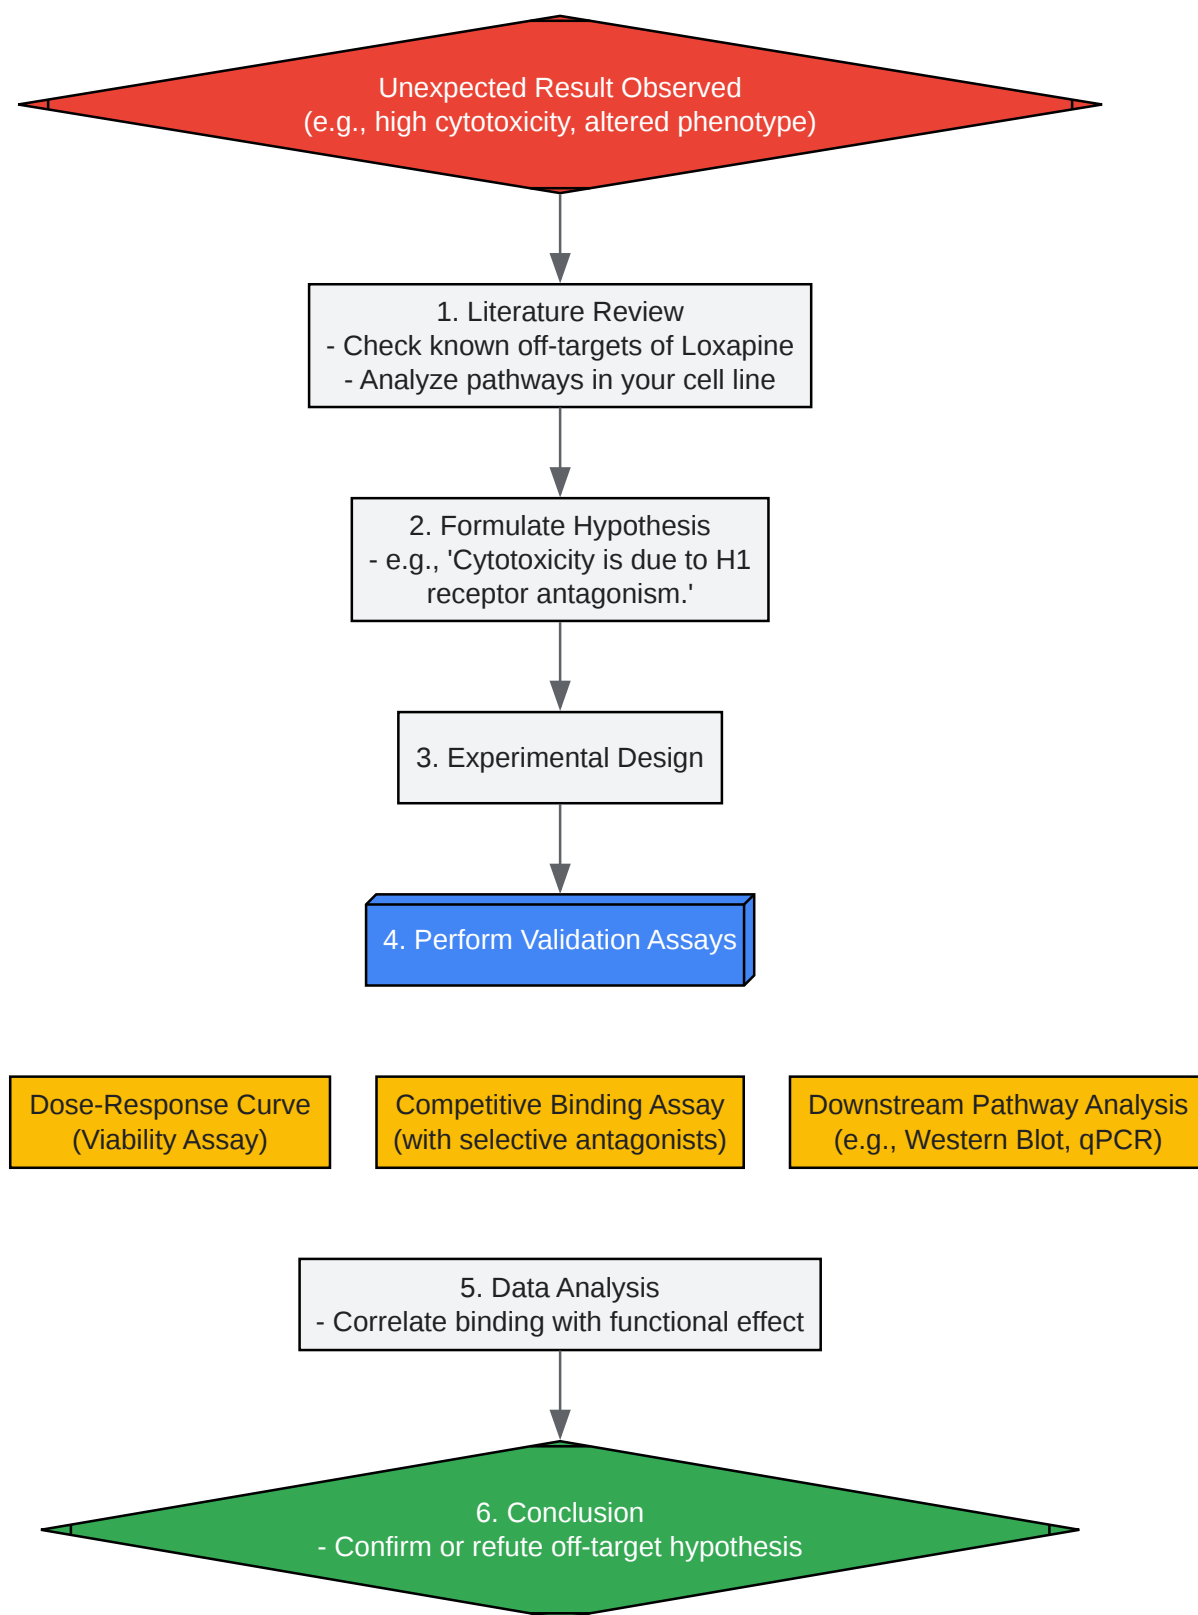 Unexpected Result Observed
(e.g., high cytotoxicity, altered phenotype)
1. Literature Review
- Check known off-targets of Loxapine
- Analyze pathways in your cell line
2. Formulate Hypothesis
- e.g., 'Cytotoxicity is due to H1
receptor antagonism.'
3. Experimental Design
4. Perform Validation Assays
Dose-Response Curve
(Viability Assay)
Competitive Binding Assay
(with selective antagonists)
Downstream Pathway Analysis
(e.g., Western Blot, qPCR)
5. Data Analysis
- Correlate binding with functional effect
6. Conclusion
- Confirm or refute off-target hypothesis